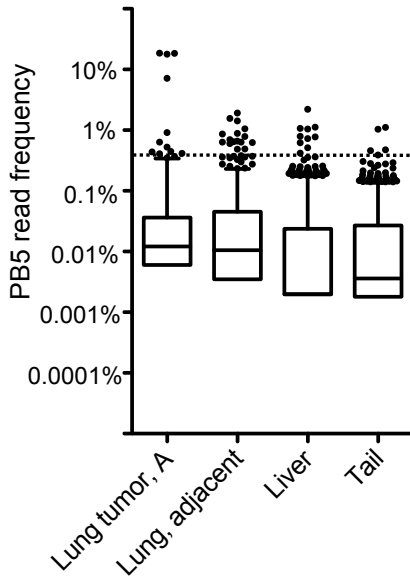 PB5 read frequency
10%
1%
0.1%
0.01%
0.001%
0.0001%
Lung tumor, A
Lung, adjacent
Liver
Tail